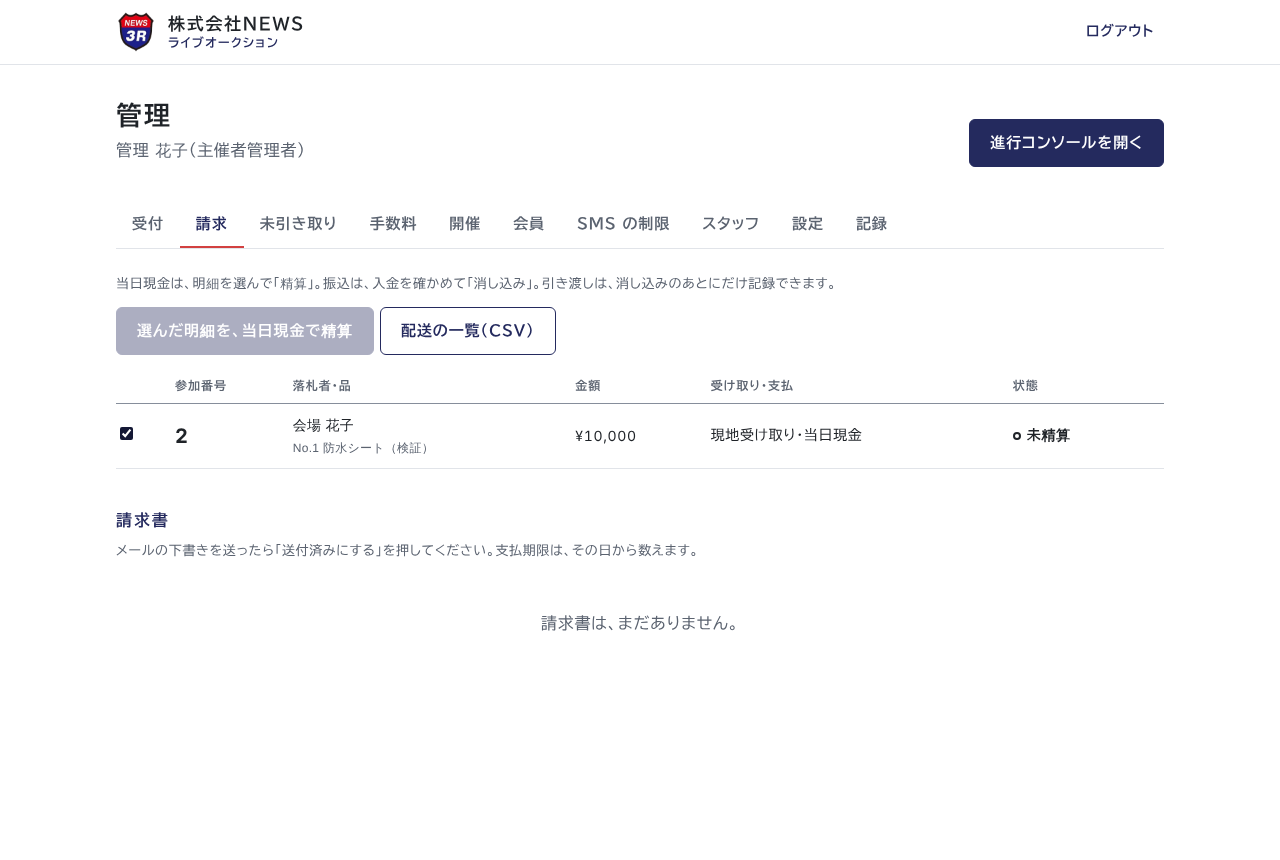 NEWS
3R
株式会社NEWS
ライブオークション
ログアウト
管理
管理 花子（主催者管理者）
進行コンソールを開く
受付 請求 未引き取り 手数料 開催 会員 SMS の制限 スタッフ 設定 記録
当日現金は、明細を選んで「精算」。振込は、入金を確かめて「消し込み」。引き渡しは、消し込みのあとにだけ記録できます。
選んだ明細を、当日現金で精算 配送の一覧（CSV）
参加番号 落札者・品 金額 受け取り・支払 状態
2 会場 花子 ¥10,000 現地受け取り・当日現金 未精算
No.1 防水シート（検証）
請求書
メールの下書きを送ったら「送付済みにする」を押してください。支払期限は、その日から数えます。
請求書は、まだありません。